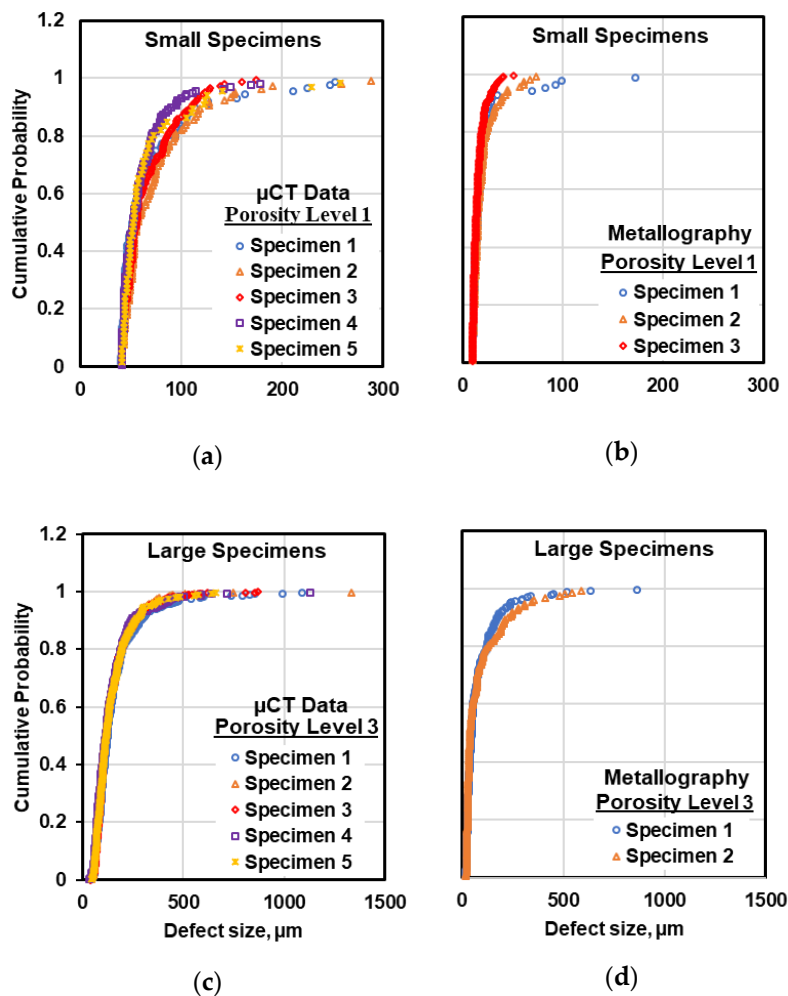 Small Specimens
1.2
1
0.8
0.6
0.4
0.2
0
Cumulative Probability
µCT Data
Porosity Level 1
Specimen 1
Specimen 2
Specimen 3
Specimen 4
Specimen 5
0 100 200 300
(a)
Small Specimens
Metallography
Porosity Level 1
Specimen 1
Specimen 2
Specimen 3
0 100 200 300
(b)
Large Specimens
1.2
1
0.8
0.6
0.4
0.2
0
Cumulative Probability
µCT Data
Porosity Level 3
Specimen 1
Specimen 2
Specimen 3
Specimen 4
Specimen 5
0 500 1000 1500
Defect size, µm
(c)
Large Specimens
Metallography
Porosity Level 3
Specimen 1
Specimen 2
0 500 1000 1500
Defect size, µm
(d)